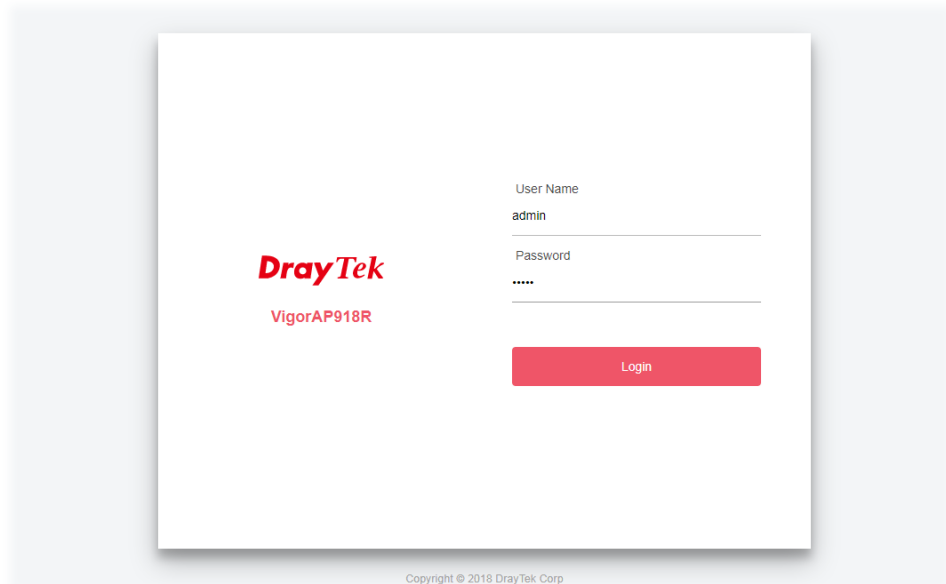 User Name
admin
Password
•••••
DrayTek
VigorAP918R
Login
Copyright © 2018 DrayTek Corp